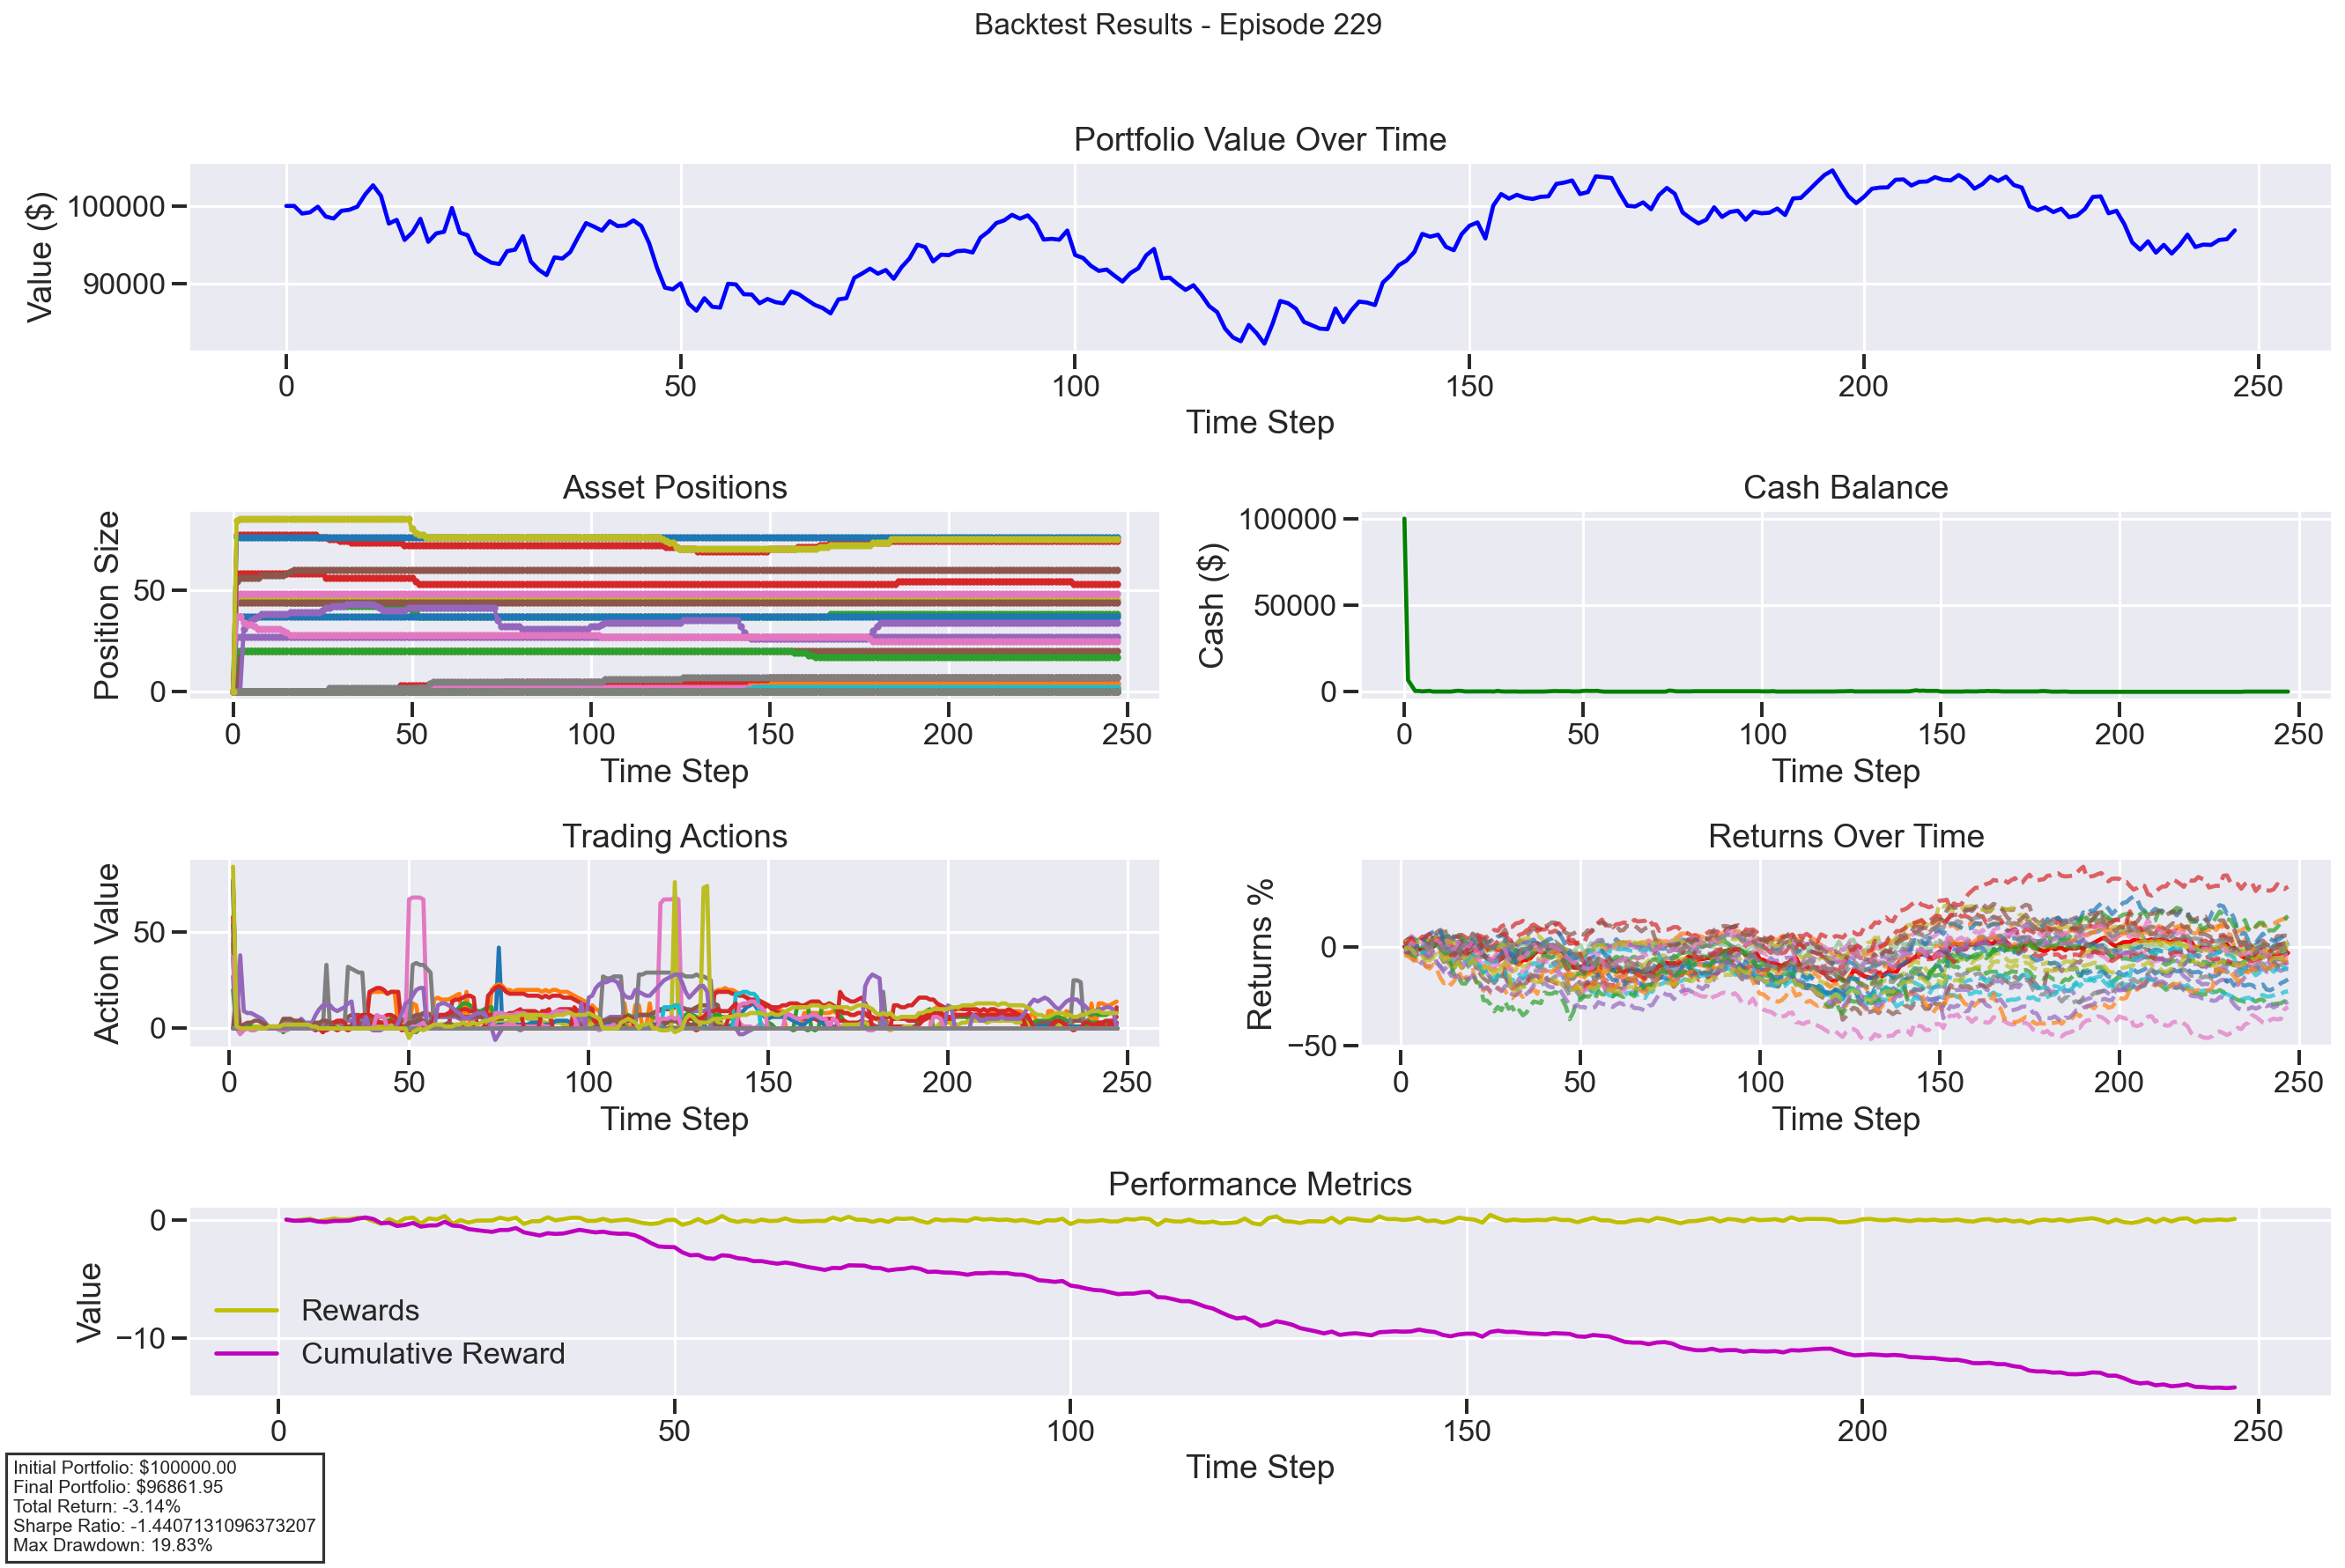 Backtest Results - Episode 229
Portfolio Value Over Time
Value ($)
100000
90000
0
50
100
150
200
250
Time Step
Asset Positions
Position Size
50
0
0
50
100
150
200
250
Time Step
Cash Balance
Cash ($)
100000
50000
0
0
50
100
150
200
250
Time Step
Trading Actions
Action Value
50
0
0
50
100
150
200
250
Time Step
Returns Over Time
Returns %
0
−50
0
50
100
150
200
250
Time Step
Performance Metrics
Value
0
−10
Rewards
Cumulative Reward
0
50
100
150
200
250
Time Step
Initial Portfolio: $100000.00
Final Portfolio: $96861.95
Total Return: -3.14%
Sharpe Ratio: -1.4407131096373207
Max Drawdown: 19.83%